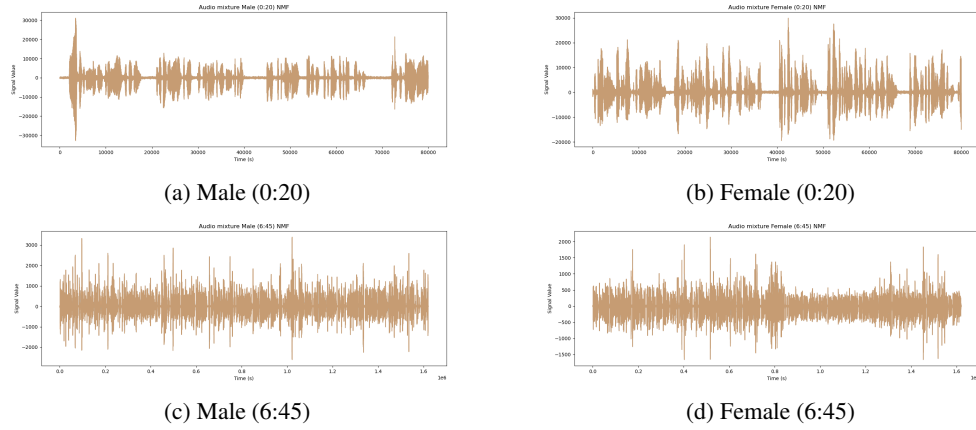 Audio mixture Male (0:20) NMF
Signal Value
30000
20000
10000
0
−10000
−20000
−30000
0 10000 20000 30000 40000 50000 60000 70000 80000
Time (s)
(a) Male (0:20)
Audio mixture Female (0:20) NMF
Signal Value
30000
20000
10000
0
−10000
−20000
0 10000 20000 30000 40000 50000 60000 70000 80000
Time (s)
(b) Female (0:20)
Audio mixture Male (6:45) NMF
Signal Value
3000
2000
1000
0
−1000
−2000
0.0 0.2 0.4 0.6 0.8 1.0 1.2 1.4 1.6
Time (s)
1e6
(c) Male (6:45)
Audio mixture Female (6:45) NMF
Signal Value
2000
1500
1000
500
0
−500
−1000
−1500
0.0 0.2 0.4 0.6 0.8 1.0 1.2 1.4 1.6
Time (s)
1e6
(d) Female (6:45)